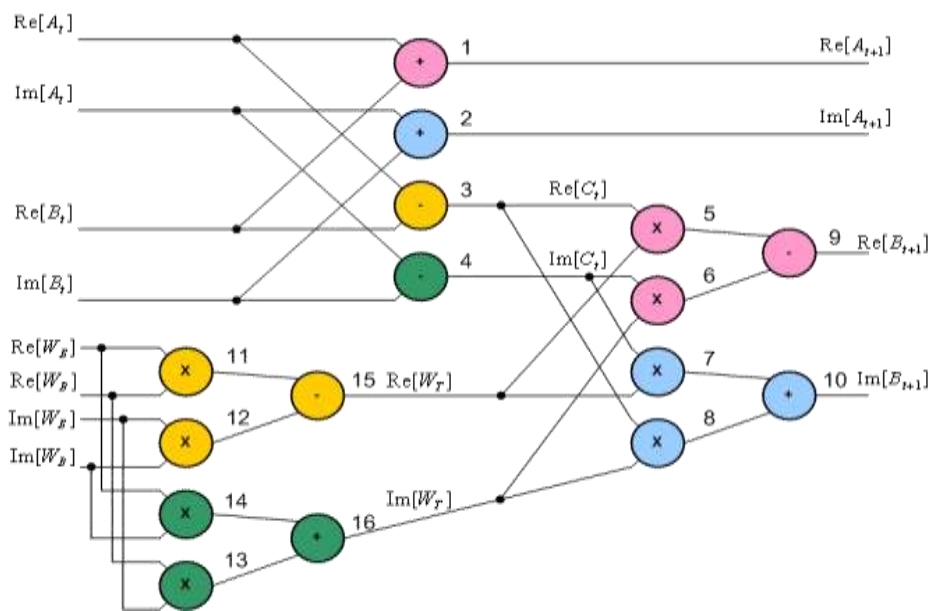 Re[A_t]
1
Re[A_{t+1}]
+
Im[A_t]
2
Im[A_{t+1}]
+
3
Re[C_t]
-
Re[B_t]
5
X
9
Re[B_{t+1}]
-
4
Im[C_t]
-
Im[B_t]
6
X
Re[W_E]
11
X
7
X
Re[W_B]
15
Re[W_T]
-
10
Im[B_{t+1}]
+
Im[W_E]
12
X
8
X
Im[W_B]
14
X
Im[W_T]
16
+
13
X